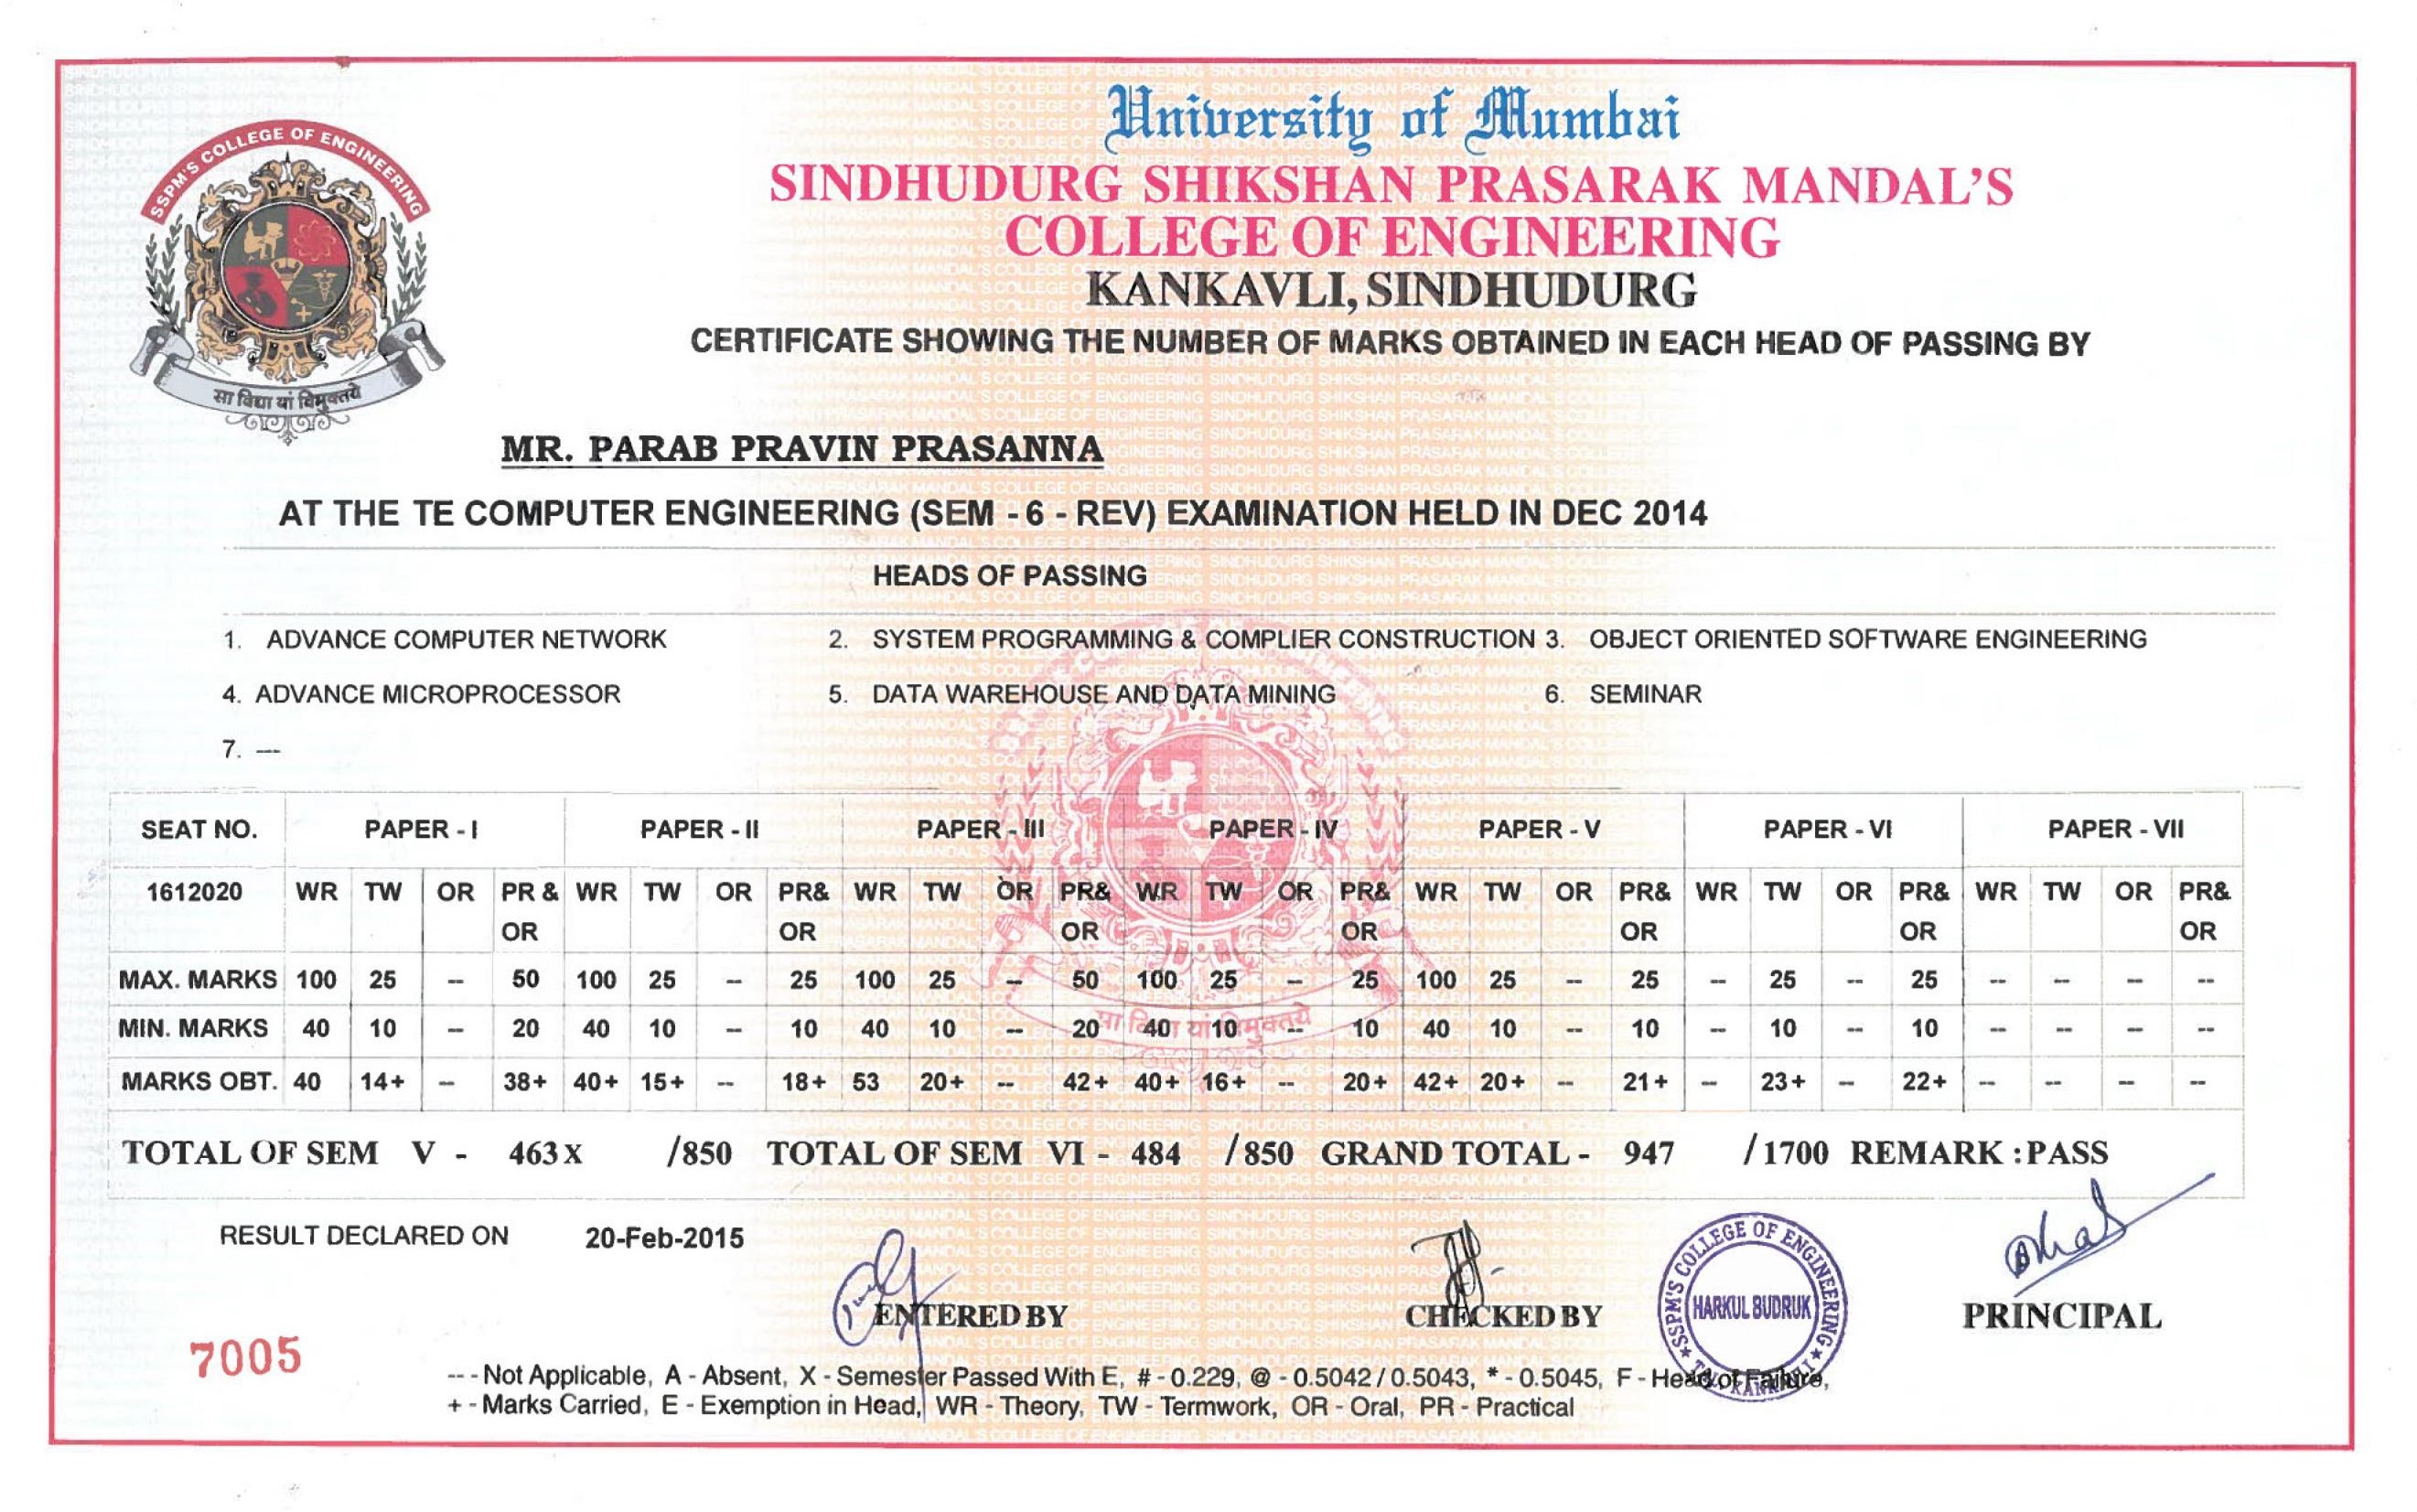 SSPM'S COLLEGE OF ENGINEERING
सा विद्या यां विमुक्तये
University of Mumbai
SINDHUDURG SHIKSHAN PRASARAK MANDAL'S
COLLEGE OF ENGINEERING
KANKAVLI, SINDHUDURG
CERTIFICATE SHOWING THE NUMBER OF MARKS OBTAINED IN EACH HEAD OF PASSING BY
MR. PARAB PRAVIN PRASANNA
AT THE TE COMPUTER ENGINEERING (SEM - 6 - REV) EXAMINATION HELD IN DEC 2014
HEADS OF PASSING
1. ADVANCE COMPUTER NETWORK 2. SYSTEM PROGRAMMING & COMPLIER CONSTRUCTION 3. OBJECT ORIENTED SOFTWARE ENGINEERING
4. ADVANCE MICROPROCESSOR 5. DATA WAREHOUSE AND DATA MINING 6. SEMINAR
7. ---
SEAT NO. PAPER - I PAPER - II PAPER - III PAPER - IV PAPER - V PAPER - VI PAPER - VII
1612020 WR TW OR PR & OR WR TW OR PR& OR WR TW OR PR& OR WR TW OR PR& OR WR TW OR PR& OR WR TW OR PR& OR WR TW OR PR& OR
MAX. MARKS 100 25 -- 50 100 25 -- 25 100 25 -- 50 100 25 -- 25 100 25 -- 25 -- 25 -- 25 -- -- -- --
MIN. MARKS 40 10 -- 20 40 10 -- 10 40 10 -- 20 40 10 -- 10 40 10 -- 10 -- 10 -- 10 -- -- -- --
MARKS OBT. 40 14+ -- 38+ 40+ 15+ -- 18+ 53 20+ -- 42+ 40+ 16+ -- 20+ 42+ 20+ -- 21+ -- 23+ -- 22+ -- -- -- --
TOTAL OF SEM V - 463x /850 TOTAL OF SEM VI - 484 /850 GRAND TOTAL - 947 /1700 REMARK : PASS
RESULT DECLARED ON 20-Feb-2015
ENTERED BY CHECKED BY PRINCIPAL
SSPM'S COLLEGE OF ENGINEERING
HARKUL BUDRUK
7005
-- - Not Applicable, A - Absent, X - Semester Passed With E, # - 0.229, @ - 0.5042 / 0.5043, * - 0.5045, F - Head of Failure,
+ - Marks Carried, E - Exemption in Head, WR - Theory, TW - Termwork, OR - Oral, PR - Practical